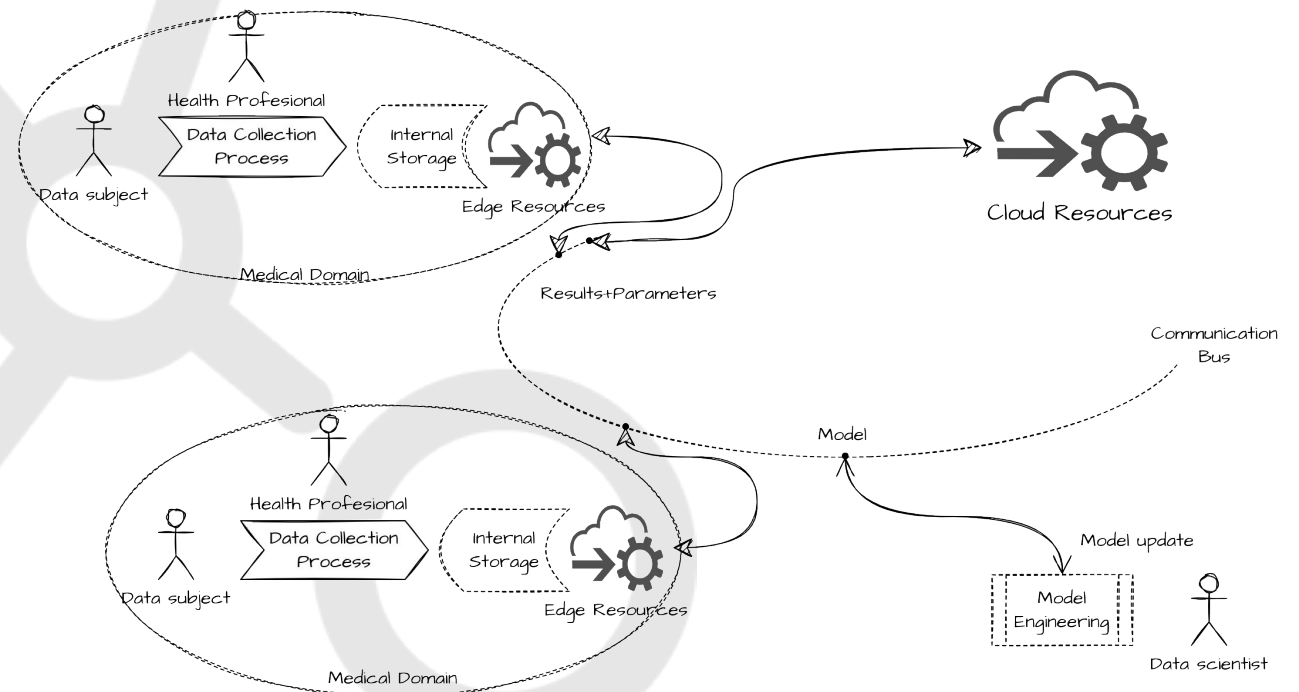 Health Profesional
Data Collection
Process
Internal
Storage
Data subject
Edge Resources
Medical Domain
Cloud Resources
Results+Parameters
Communication
Bus
Model
Health Profesional
Data Collection
Process
Internal
Storage
Data subject
Edge Resources
Medical Domain
Model update
Model
Engineering
Data scientist